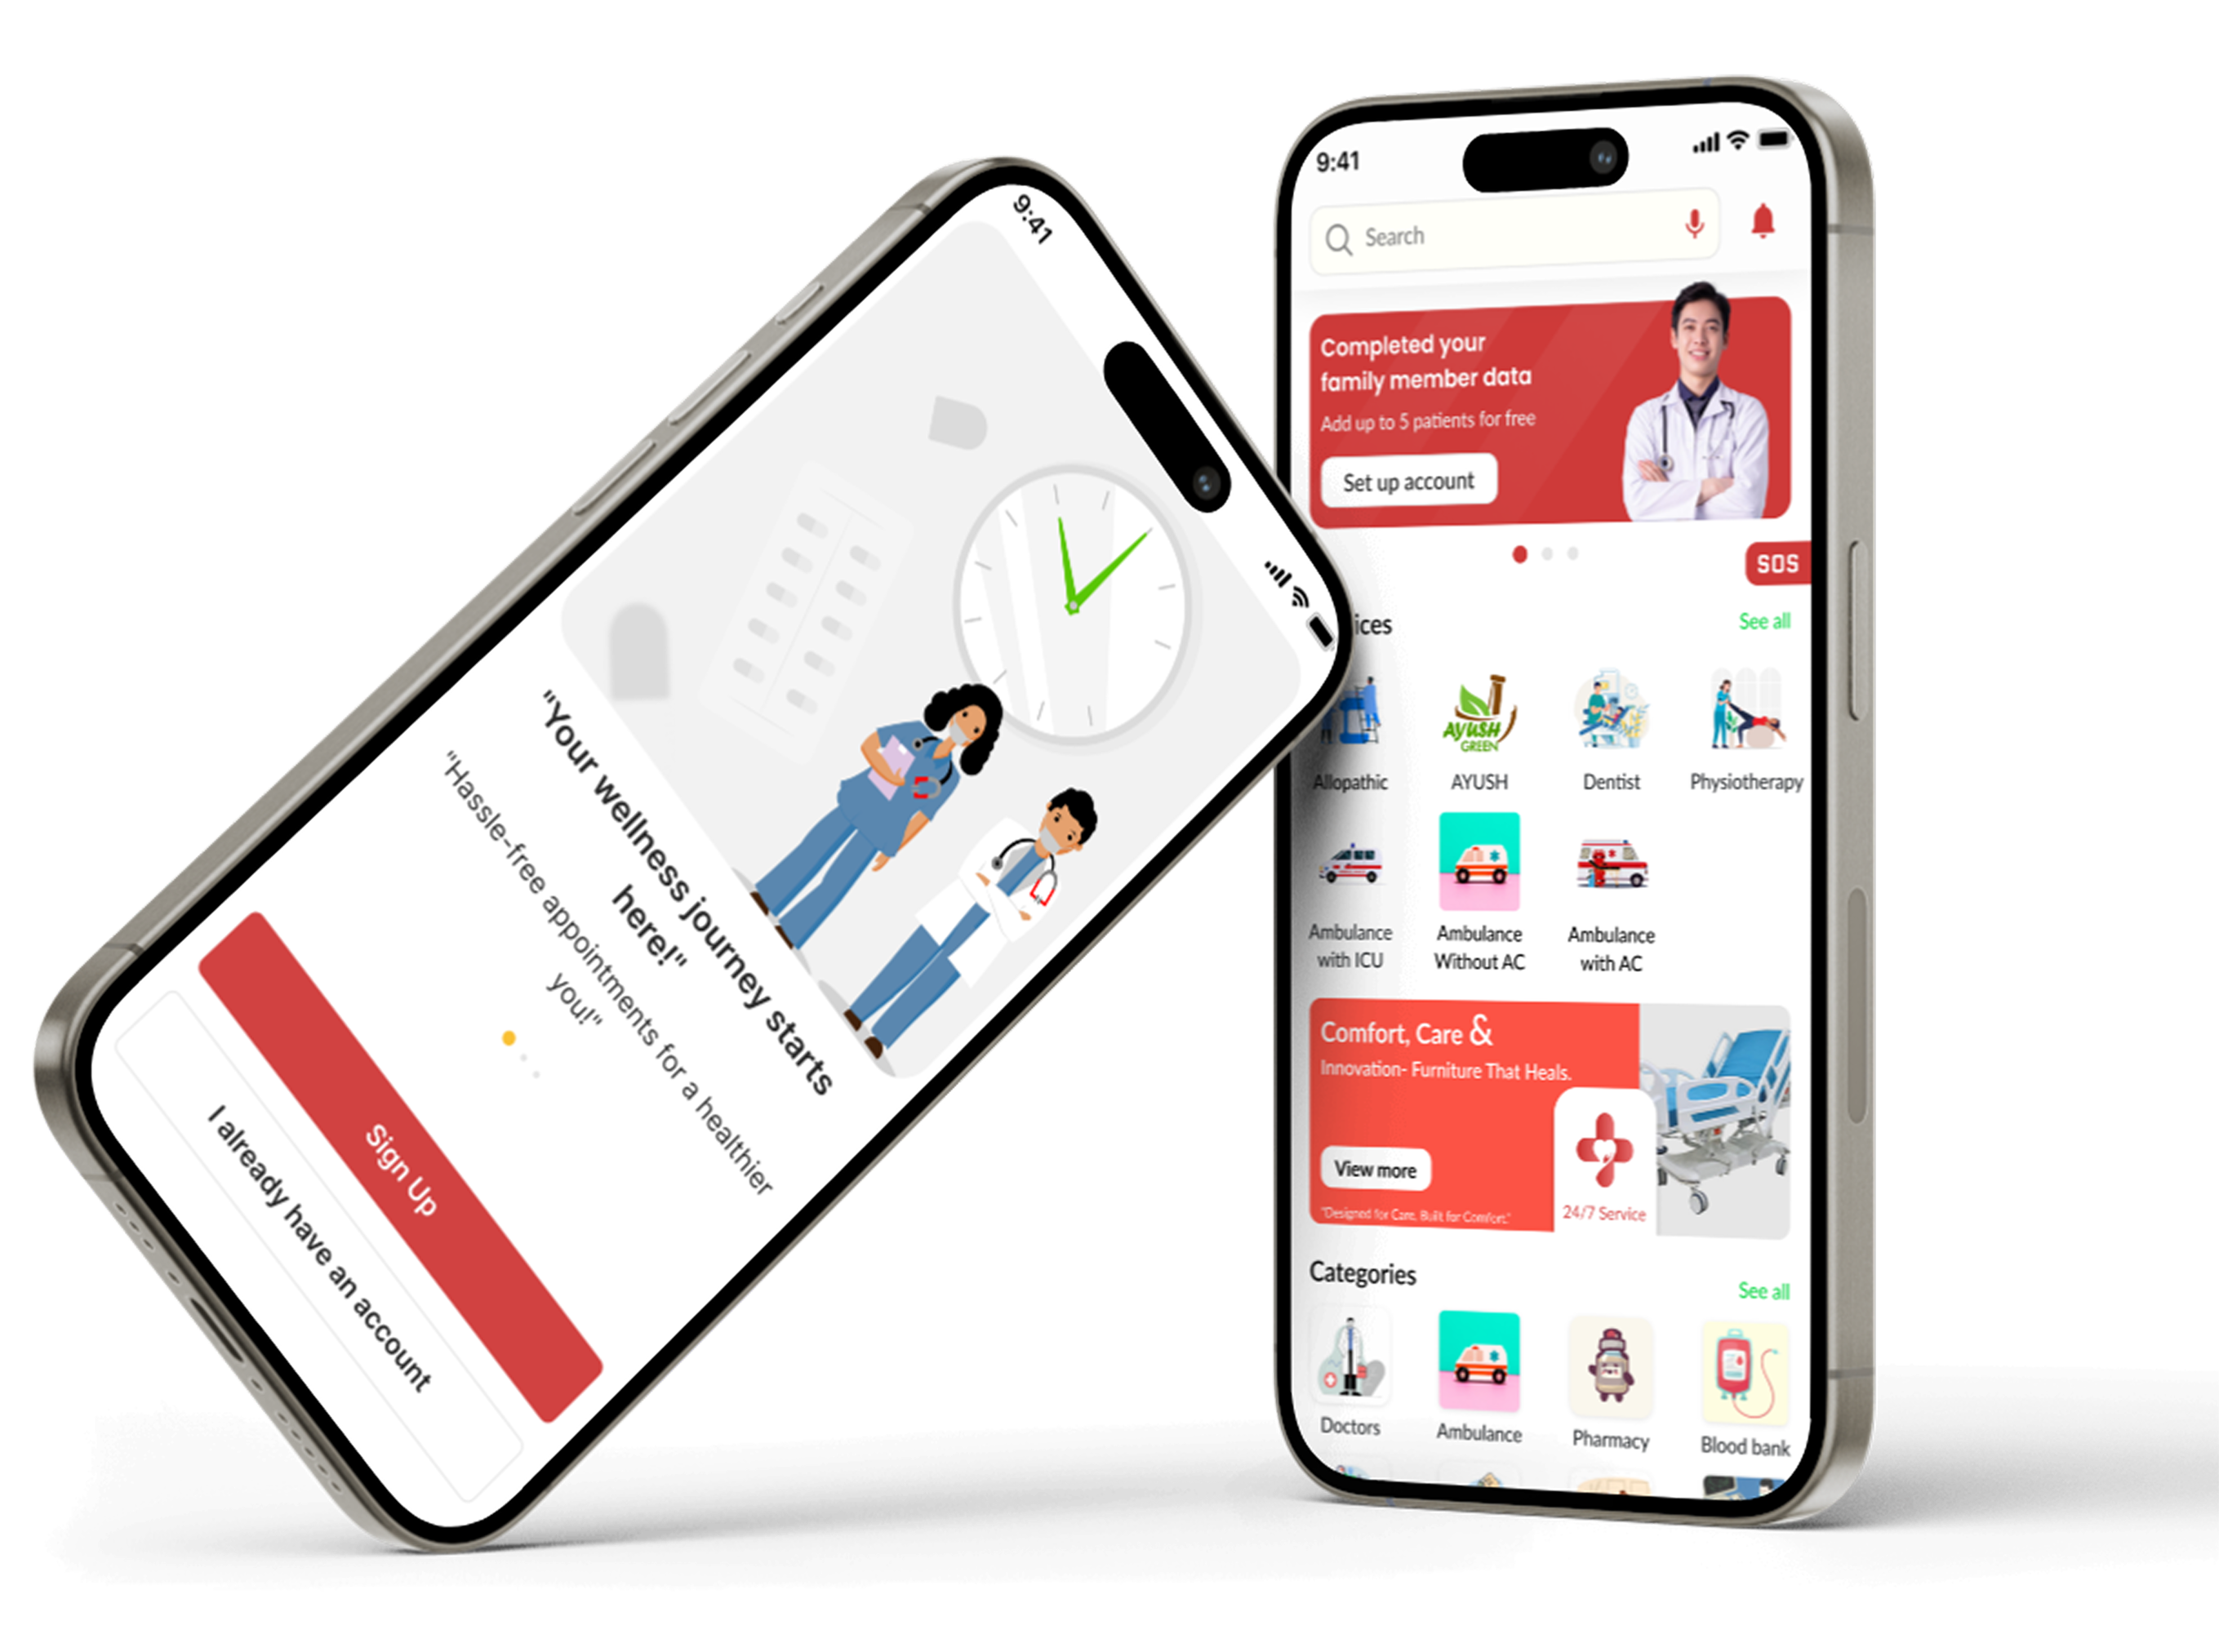 9:41
"Your wellness journey starts
here!"
"Hassle-free appointments for a healthier
you!"
Sign Up
I already have an account
9:41
Search
Completed your
family member data
Add up to 5 patients for free
Set up account
SOS
ices
See all
AYUSH
GREEN
Allopathic
AYUSH
Dentist
Physiotherapy
Ambulance
with ICU
Ambulance
Without AC
Ambulance
with AC
Comfort, Care &
Innovation- Furniture That Heals.
View more
"Designed for Care, Built for Comfort."
24/7 Service
Categories
See all
Doctors
Ambulance
Pharmacy
Blood bank